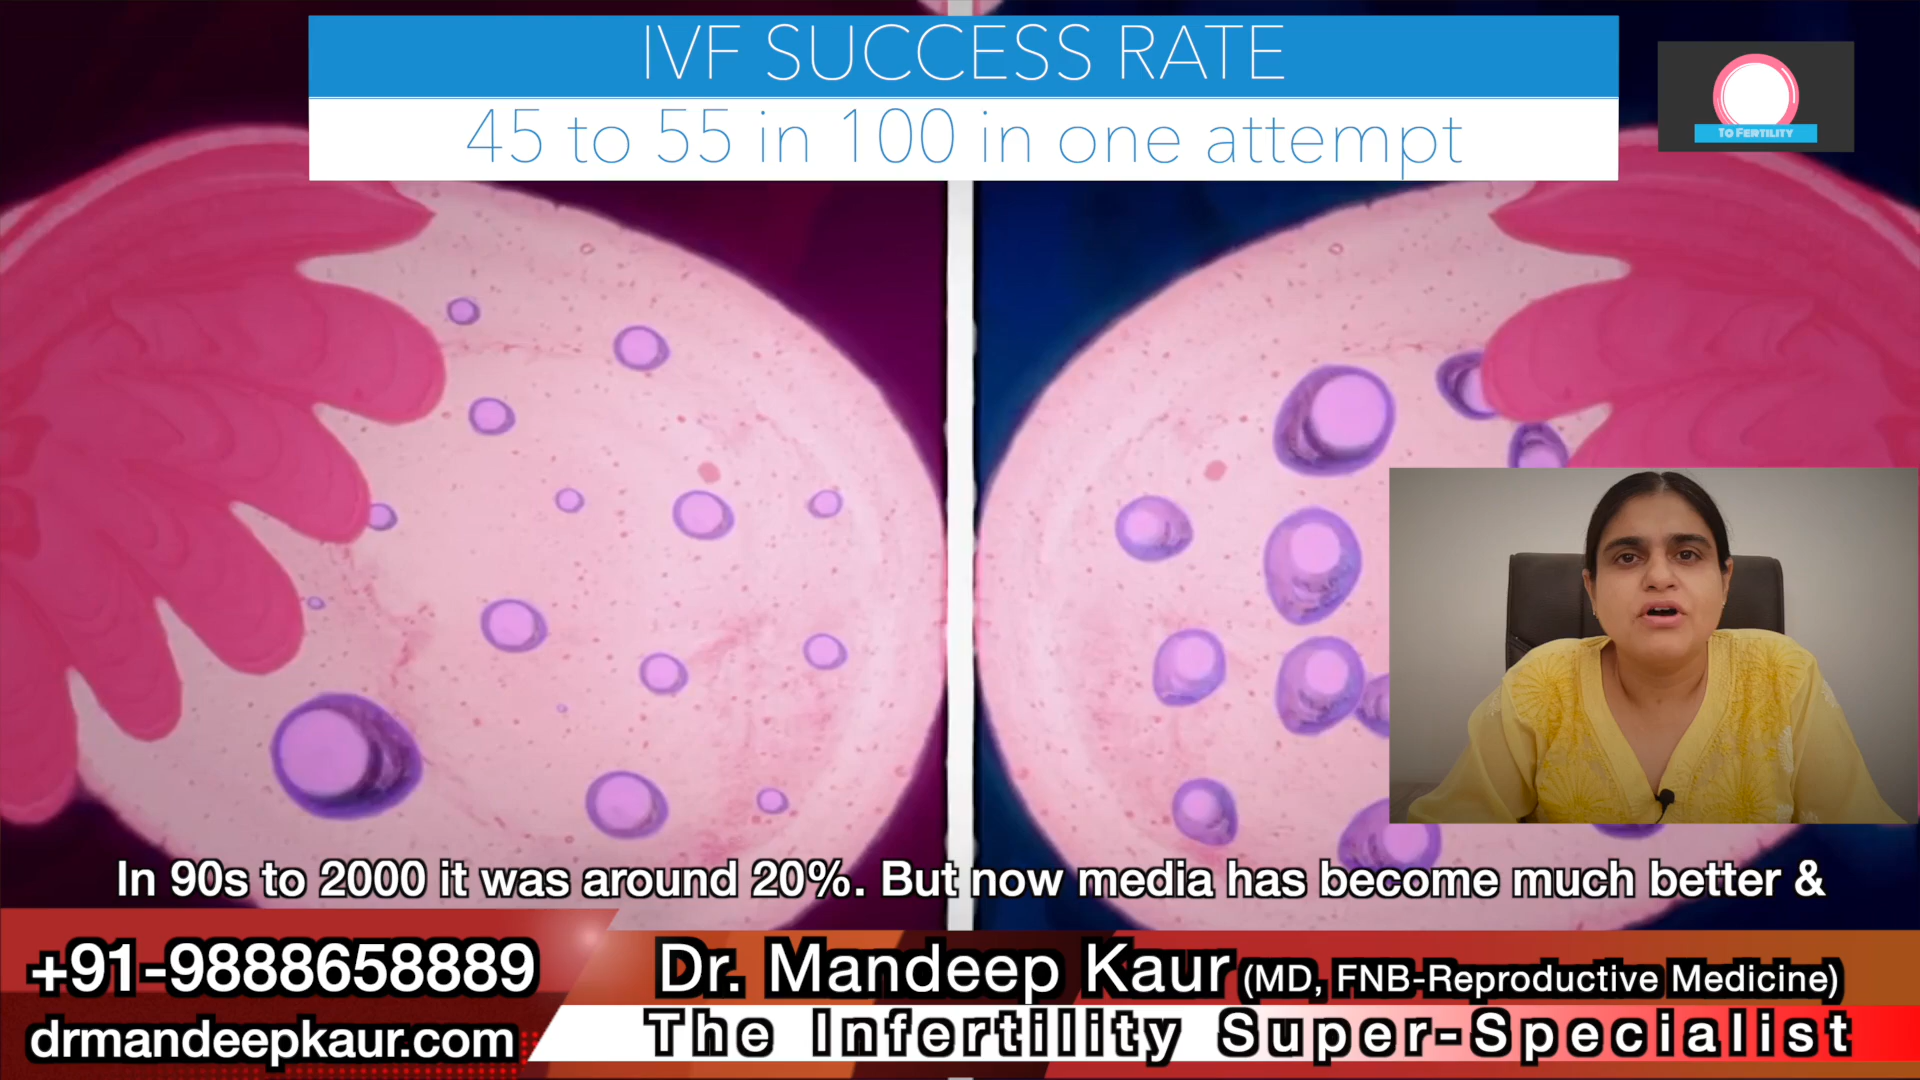 IVF SUCCESS RATE
45 to 55 in 100 in one attempt
TO FERTILITY
In 90s to 2000 it was around 20%. But now media has become much better &
+91-9888658889
Dr. Mandeep Kaur (MD, FNB-Reproductive Medicine)
drmandeepkaur.com
The Infertility Super-Specialist